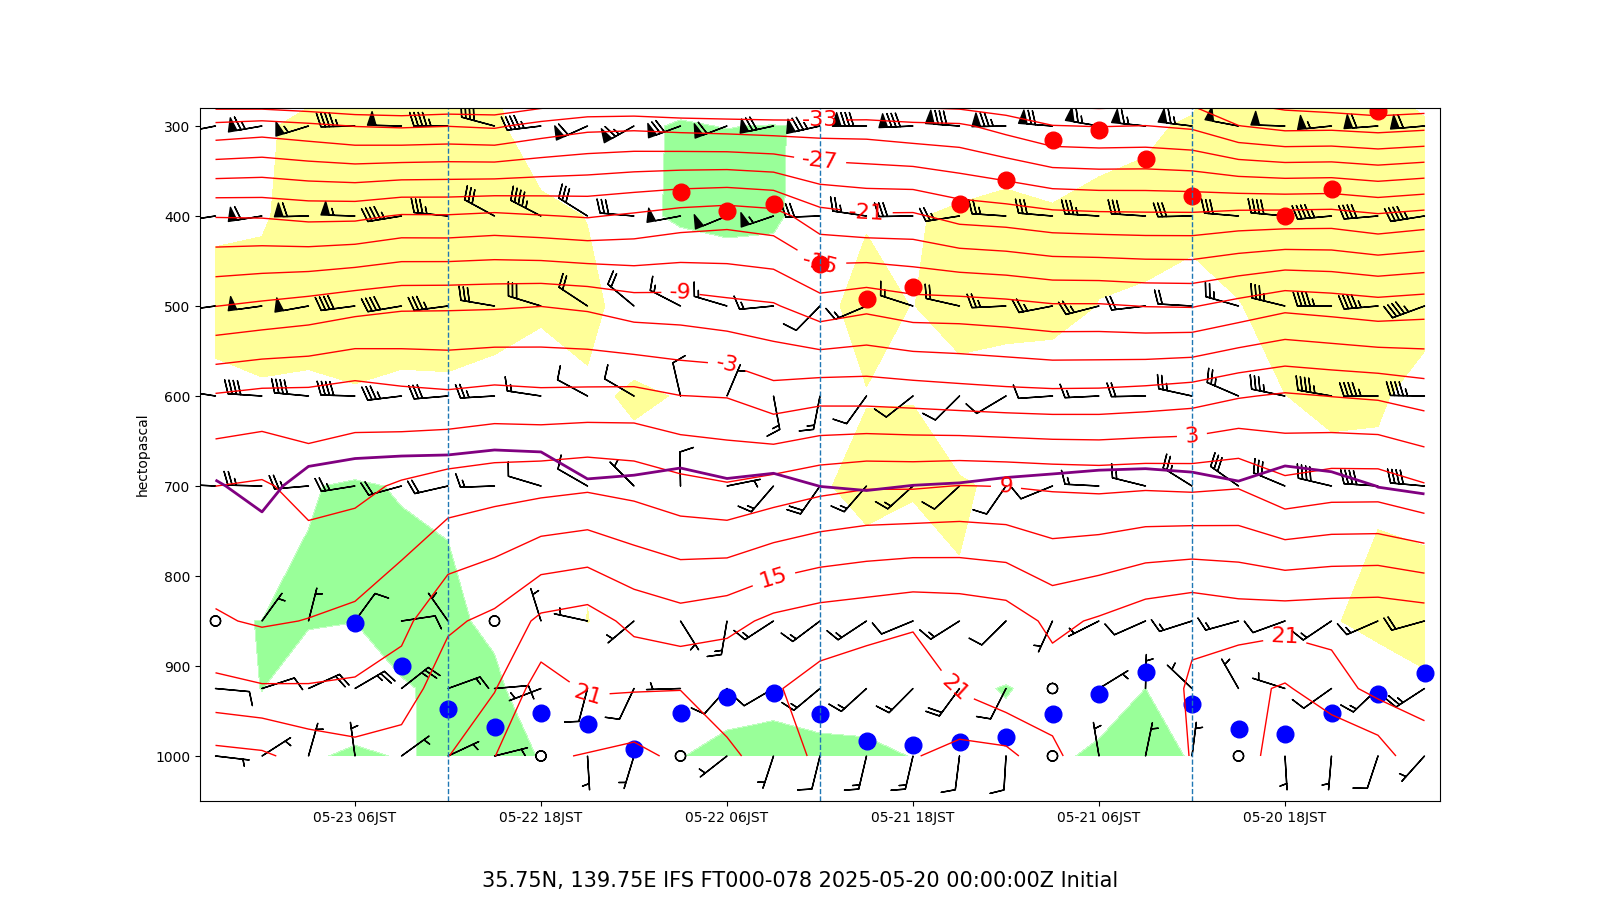 300
400
500
600
700
800
900
1000
hectopascal
-33
-27
-21
-15
-9
-3
3
9
15
21
21
21
05-23 06JST
05-22 18JST
05-22 06JST
05-21 18JST
05-21 06JST
05-20 18JST
35.75N, 139.75E IFS FT000-078 2025-05-20 00:00:00Z Initial